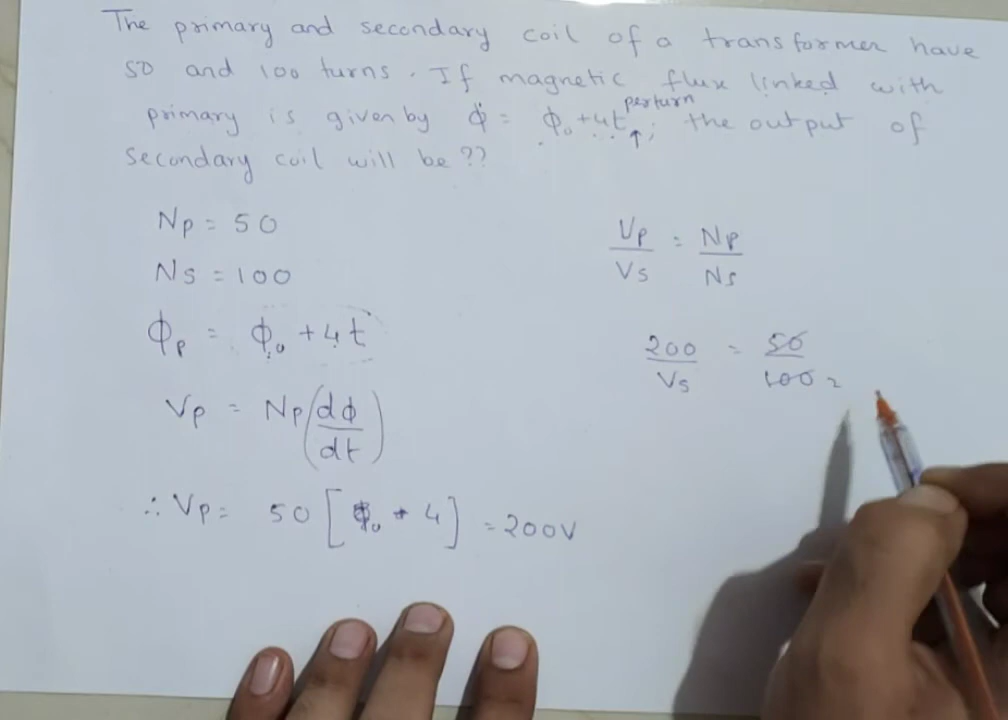 The primary and secondary coil of a transformer have
50 and 100 turns. If magnetic flux linked with
per turn
primary is given by ϕ = ϕ₀ + 4t ↑; the output of
secondary coil will be ??
Np = 50
Ns = 100
ϕp = ϕ₀ + 4t
Vp = Np (dϕ/dt)
∴ Vp = 50 [ + 4] = 200V
Vp/Vs = Np/Ns
200/Vs = 50/100 2